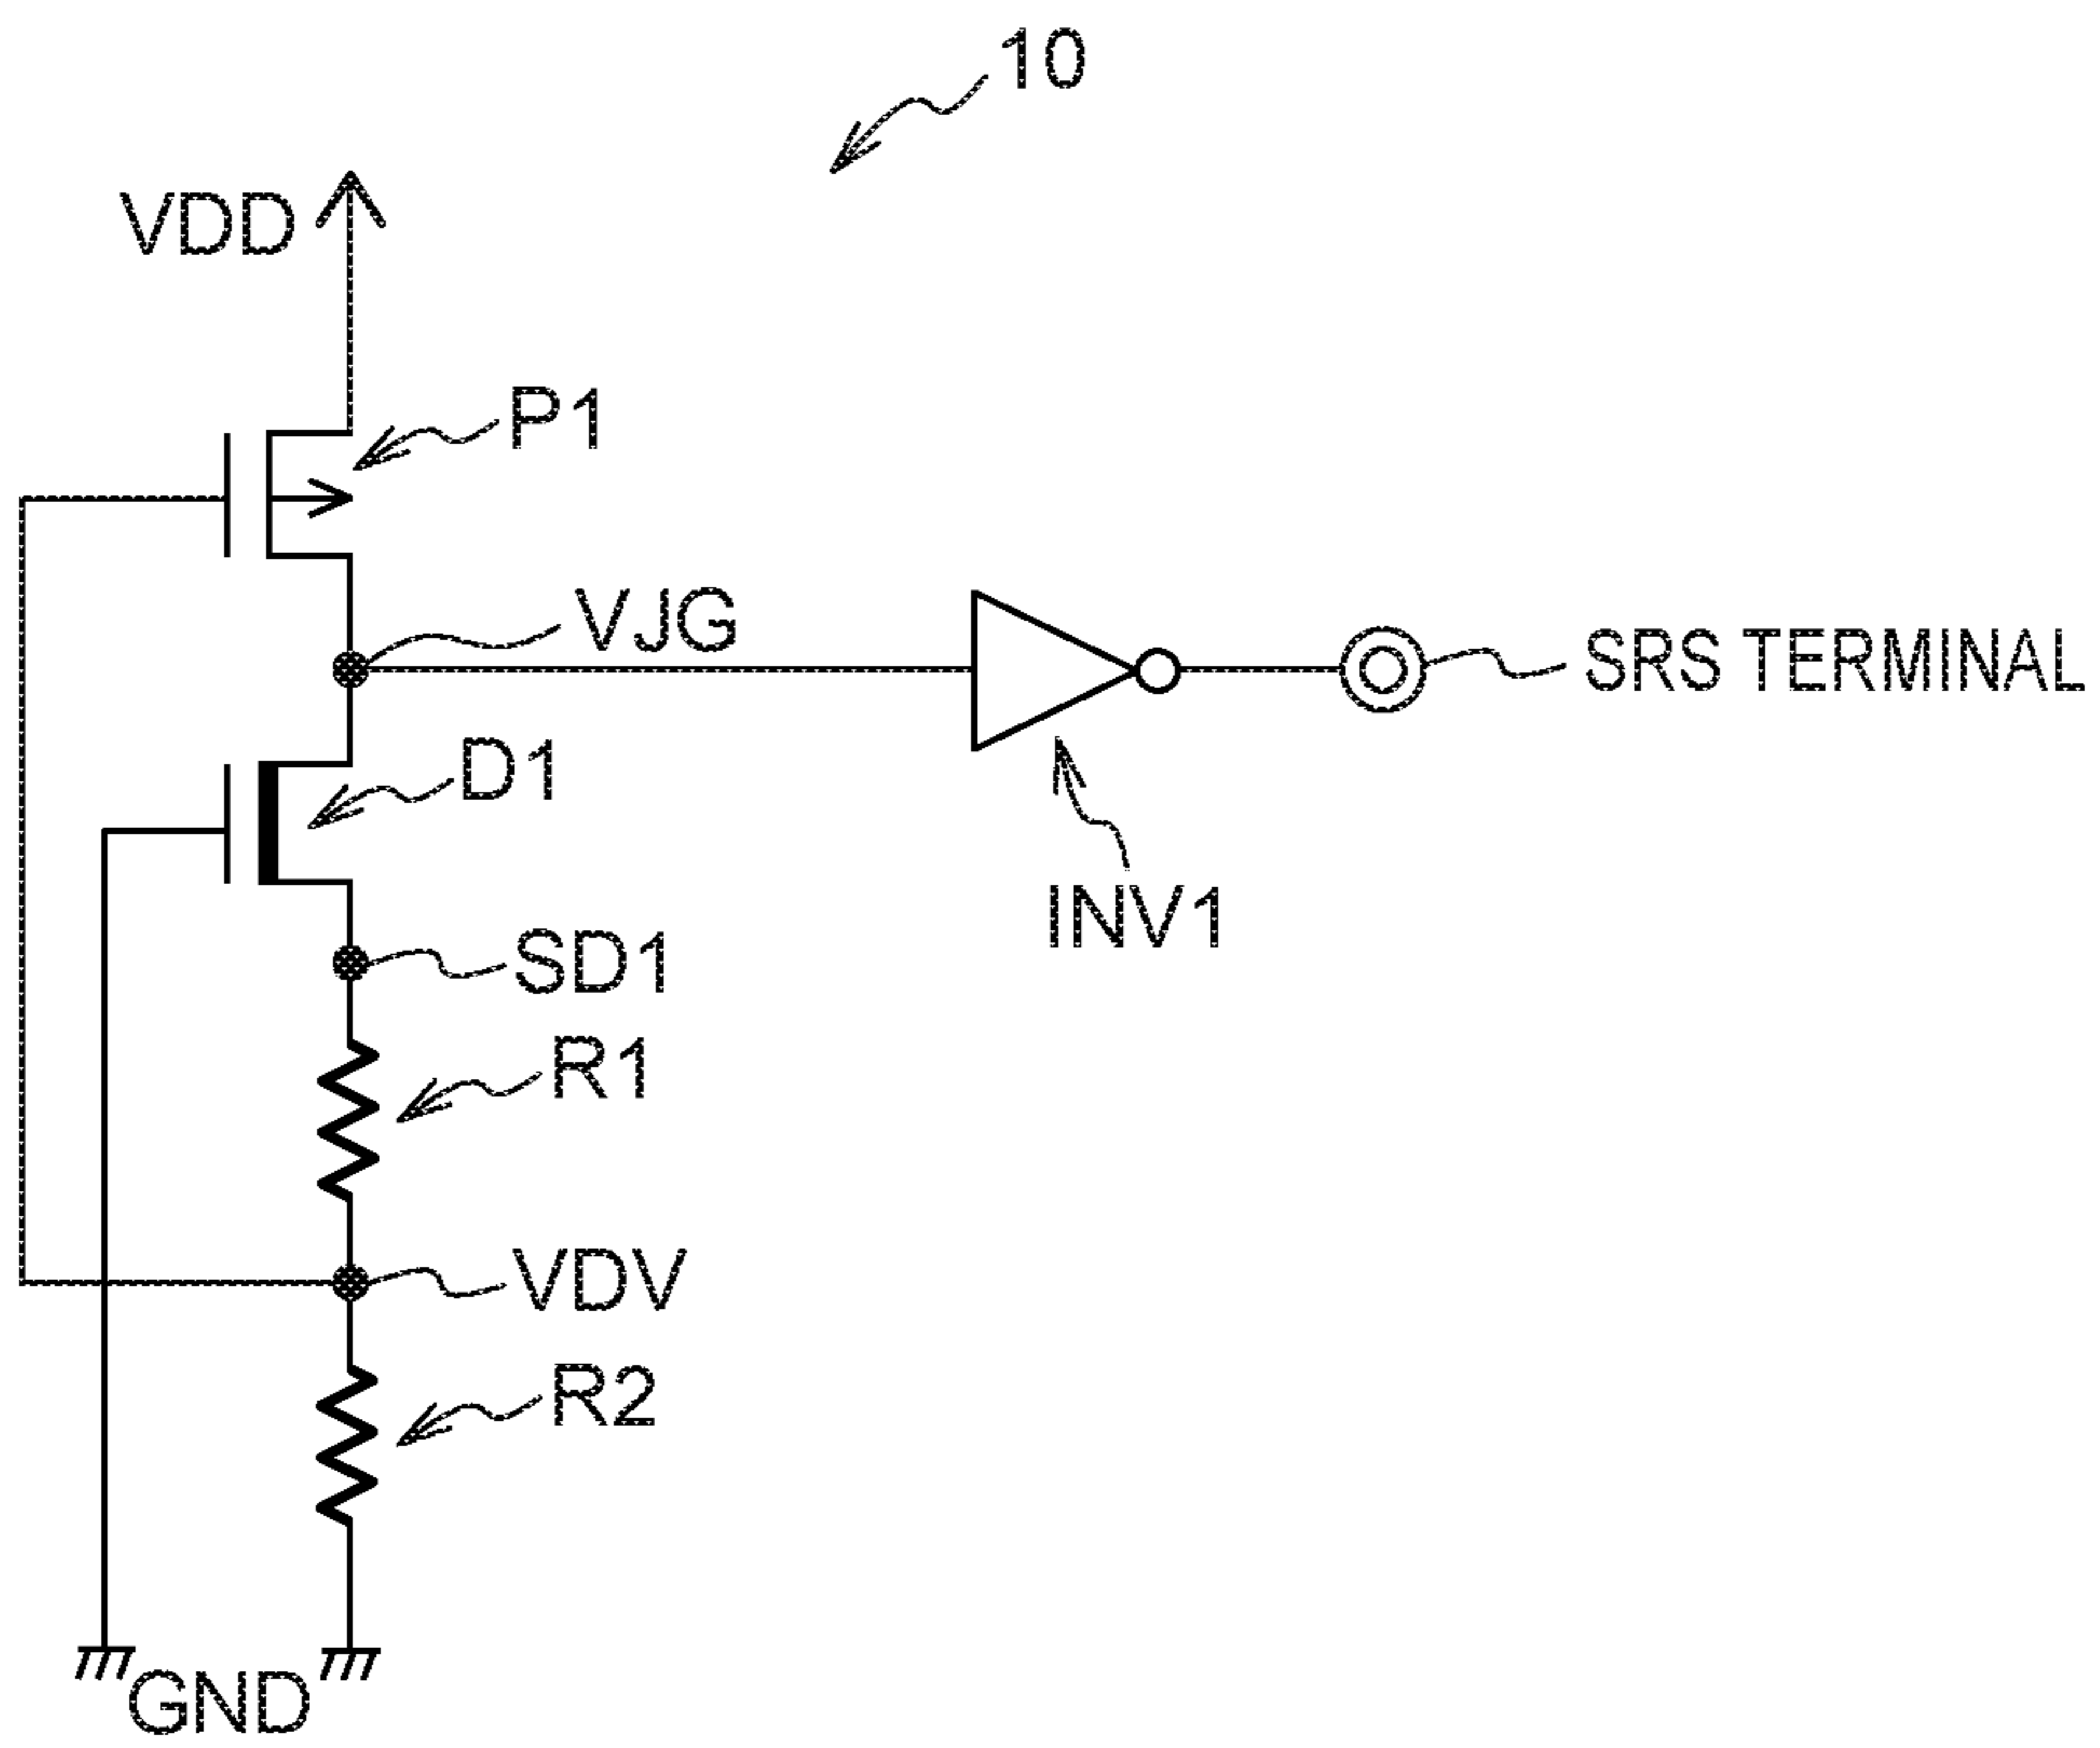 10
VDD
P1
VJG
SRS TERMINAL
D1
INV1
SD1
R1
VDV
R2
GND